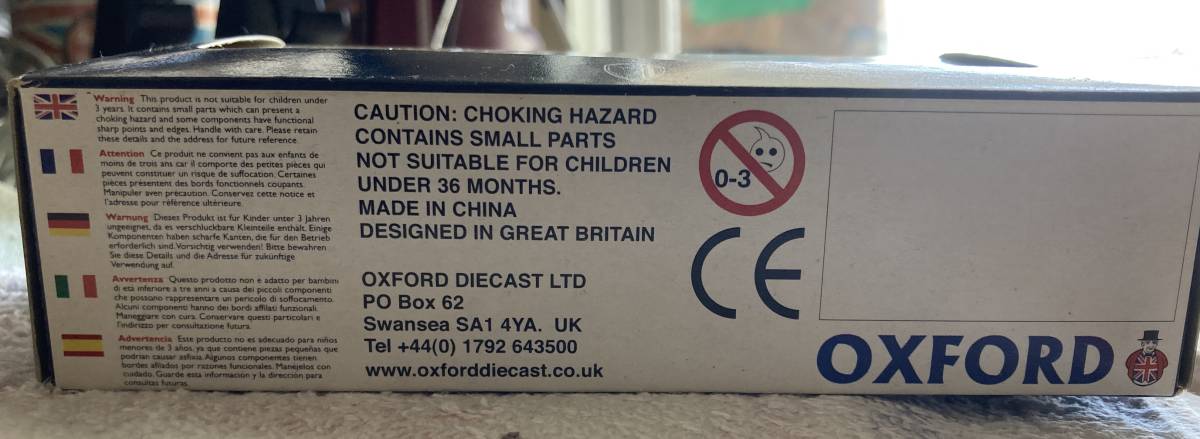 Warning This product is not suitable for children under
3 years. It contains small parts which can present a
choking hazard and some components have functional
sharp points and edges. Handle with care. Please retain
these details and the address for future reference.
Attention Ce produit ne convient pas aux enfants de
moins de trois ans car il comporte des petites pièces qui
peuvent constituer un risque de suffocation. Certaines
pièces présentent des bords fonctionnels coupants.
Manipuler aven precaution. Conservez cette notice et
l'adresse pour référence ultérieure.
Warnung Dieses Produkt ist für Kinder unter 3 Jahren
ungeeignet, da es verschluckbare Kleinteile enthält. Einige
Komponenten haben scharfe Kanten, die für den Betrieb
erforderlich sind. Vorsichtig verwenden! Bitte bewahren
Sie diese Details und die Adresse für zukünftige
Verwendung auf.
Avvertenza Questo prodotto non è adatto per bambini
di età inferiore a tre anni a causa dei piccoli componenti
che possono rappresentare un pericolo di soffocamento.
Alcuni componenti hanno dei bordi affilati funzionali.
Maneggiare con cura. Conservare questi particolari e
l'indirizzo per consultazione futura.
Advertencia Este producto no es adecuado para niños
menores de 3 años, ya que contiene piezas pequeñas que
podrían causar asfixia. Algunos componentes tienen
bordes afilados por razones funcionales. Manéjelos con
cuidado. Guarde esta información y la dirección para
consultas futuras.
CAUTION: CHOKING HAZARD
CONTAINS SMALL PARTS
NOT SUITABLE FOR CHILDREN
UNDER 36 MONTHS.
MADE IN CHINA
DESIGNED IN GREAT BRITAIN
OXFORD DIECAST LTD
PO Box 62
Swansea SA1 4YA. UK
Tel +44(0) 1792 643500
www.oxforddiecast.co.uk
0-3
CE
OXFORD